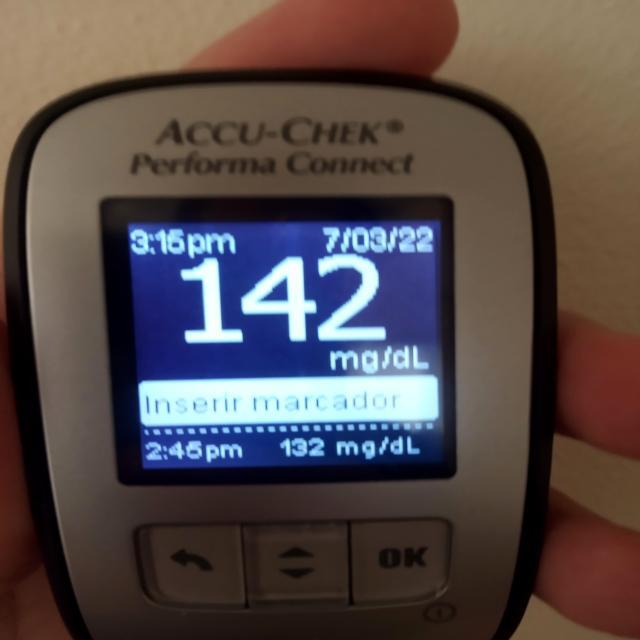 ACCU-CHEK®
Performa Connect
3:15pm 7/03/22
142
mg/dL
Inserir marcador
2:45pm 132 mg/dL
OK